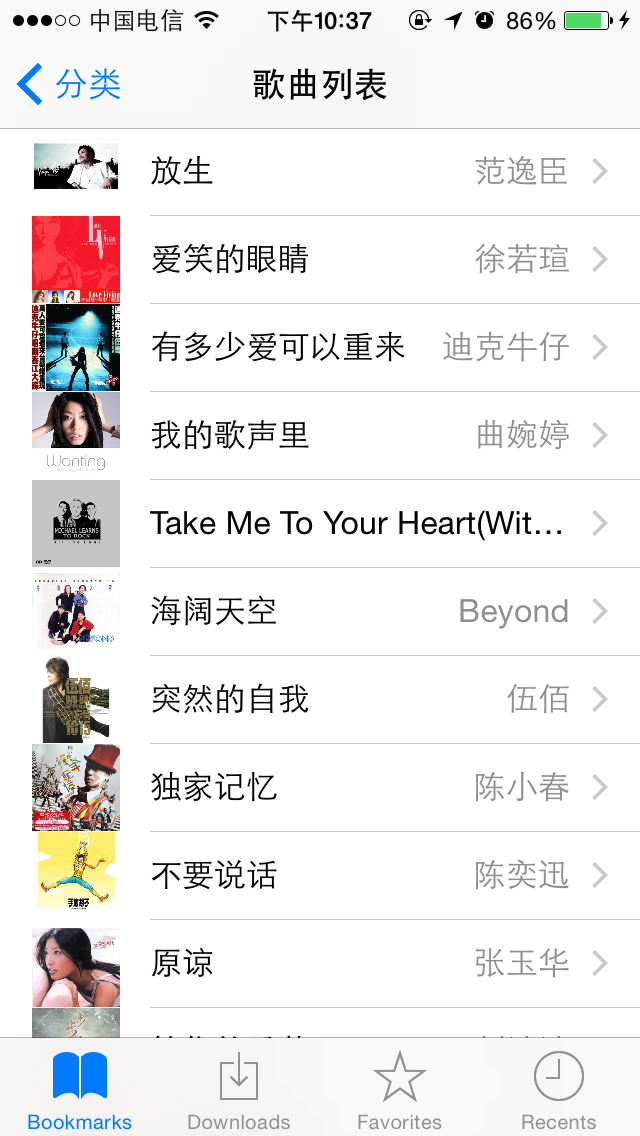 中国电信 下午10:37 86%
分类 歌曲列表
放生 范逸臣
爱笑的眼睛 徐若瑄
有多少爱可以重来 迪克牛仔
我的歌声里 曲婉婷
Wanting
Take Me To Your Heart(Wit…
MICHAEL LEARNS
TO ROCK
海阔天空 Beyond
突然的自我 伍佰
独家记忆 陈小春
不要说话 陈奕迅
原谅 张玉华
Bookmarks Downloads Favorites Recents